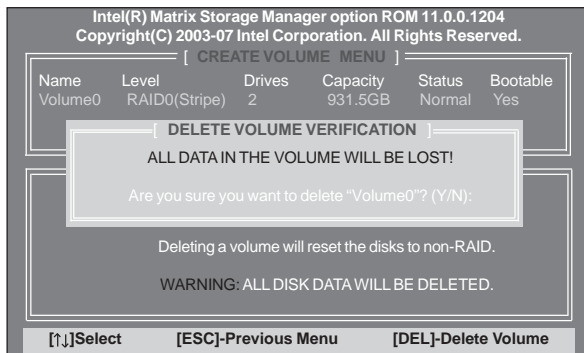 Intel(R) Matrix Storage Manager option ROM 11.0.0.1204
Copyright(C) 2003-07 Intel Corporation. All Rights Reserved.
[ CREATE VOLUME MENU ]
Name Level Drives Capacity Status Bootable
Volume0 RAID0(Stripe) 2 931.5GB Normal Yes
[ DELETE VOLUME VERIFICATION ]
ALL DATA IN THE VOLUME WILL BE LOST!
Are you sure you want to delete “Volume0”? (Y/N):
Deleting a volume will reset the disks to non-RAID.
WARNING: ALL DISK DATA WILL BE DELETED.
[↑↓]Select [ESC]-Previous Menu [DEL]-Delete Volume